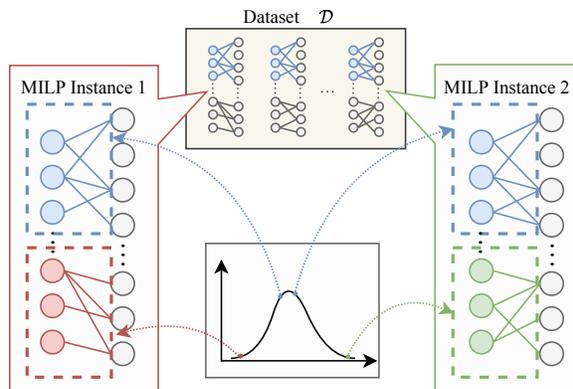 Dataset 𝒟
MILP Instance 1
MILP Instance 2
...